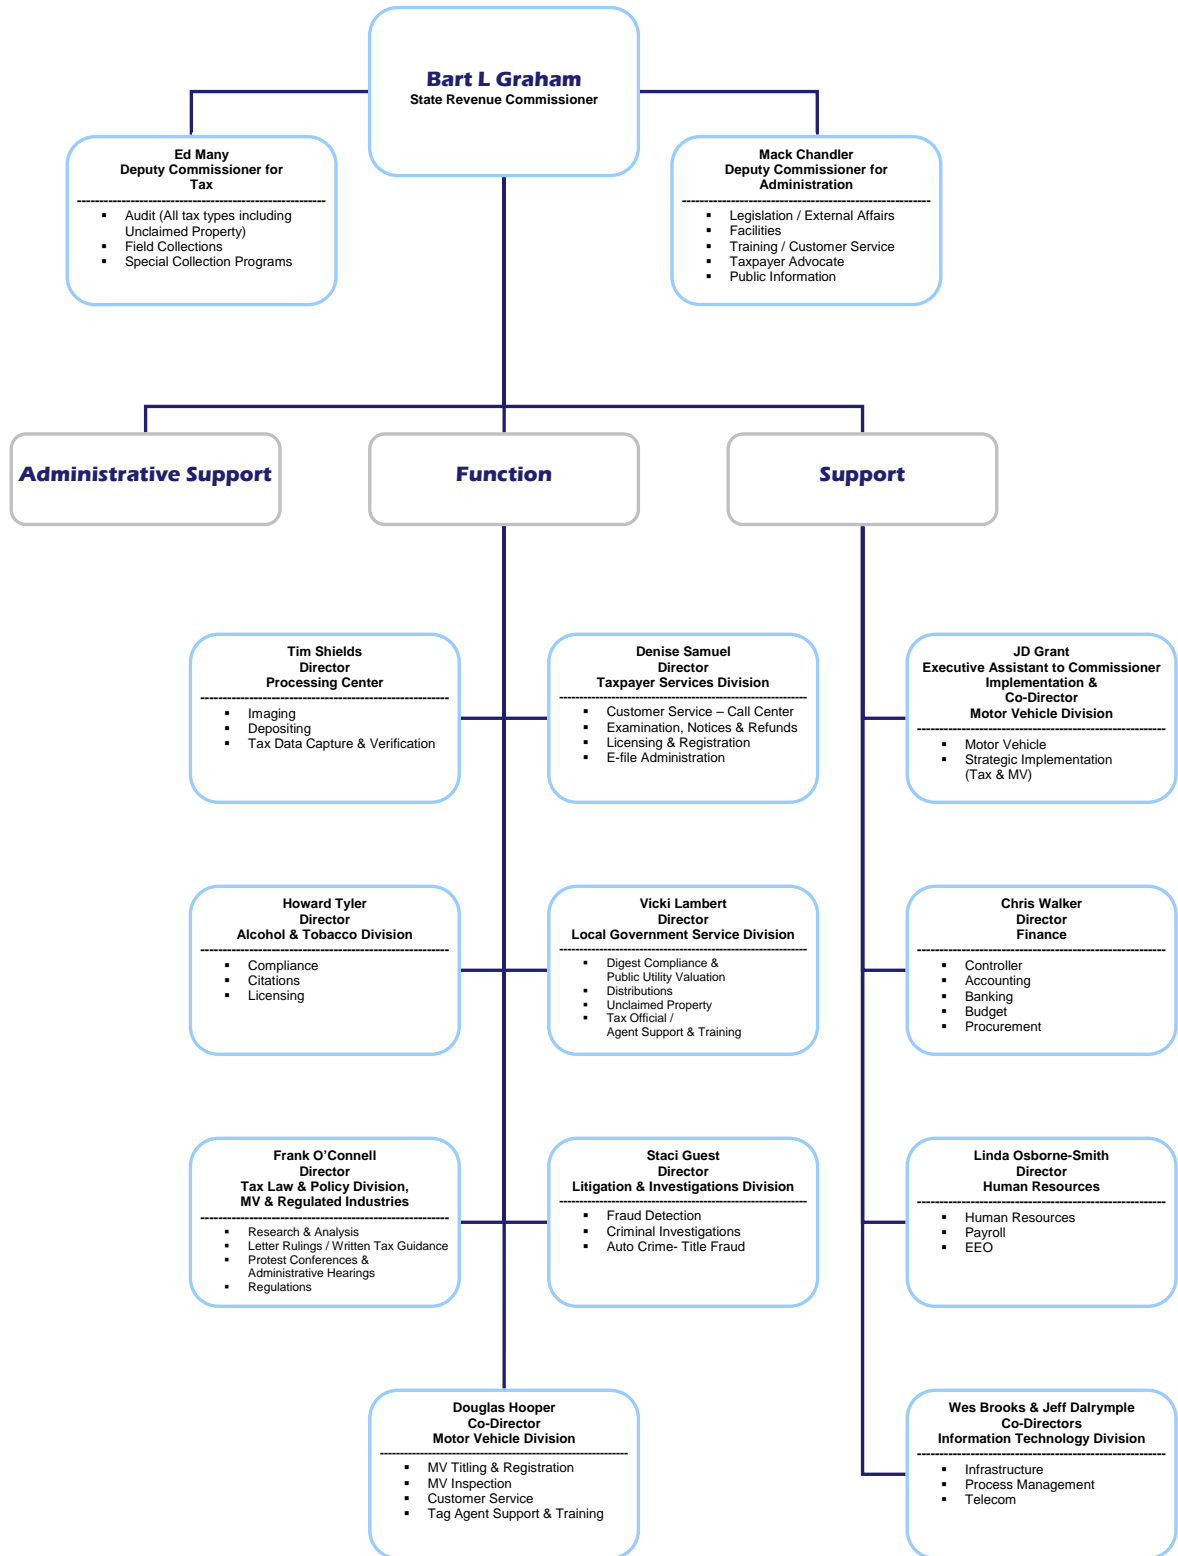 Bart L Graham
State Revenue Commissioner
Ed Many
Deputy Commissioner for
Tax
▪ Audit (All tax types including
Unclaimed Property)
▪ Field Collections
▪ Special Collection Programs
Mack Chandler
Deputy Commissioner for
Administration
▪ Legislation / External Affairs
▪ Facilities
▪ Training / Customer Service
▪ Taxpayer Advocate
▪ Public Information
Administrative Support
Function
Support
Tim Shields
Director
Processing Center
▪ Imaging
▪ Depositing
▪ Tax Data Capture & Verification
Denise Samuel
Director
Taxpayer Services Division
▪ Customer Service – Call Center
▪ Examination, Notices & Refunds
▪ Licensing & Registration
▪ E-file Administration
JD Grant
Executive Assistant to Commissioner
Implementation &
Co-Director
Motor Vehicle Division
▪ Motor Vehicle
▪ Strategic Implementation
(Tax & MV)
Howard Tyler
Director
Alcohol & Tobacco Division
▪ Compliance
▪ Citations
▪ Licensing
Vicki Lambert
Director
Local Government Service Division
▪ Digest Compliance &
Public Utility Valuation
▪ Distributions
▪ Unclaimed Property
▪ Tax Official /
Agent Support & Training
Chris Walker
Director
Finance
▪ Controller
▪ Accounting
▪ Banking
▪ Budget
▪ Procurement
Frank O’Connell
Director
Tax Law & Policy Division,
MV & Regulated Industries
▪ Research & Analysis
▪ Letter Rulings / Written Tax Guidance
▪ Protest Conferences &
Administrative Hearings
▪ Regulations
Staci Guest
Director
Litigation & Investigations Division
▪ Fraud Detection
▪ Criminal Investigations
▪ Auto Crime- Title Fraud
Linda Osborne-Smith
Director
Human Resources
▪ Human Resources
▪ Payroll
▪ EEO
Douglas Hooper
Co-Director
Motor Vehicle Division
▪ MV Titling & Registration
▪ MV Inspection
▪ Customer Service
▪ Tag Agent Support & Training
Wes Brooks & Jeff Dalrymple
Co-Directors
Information Technology Division
▪ Infrastructure
▪ Process Management
▪ Telecom